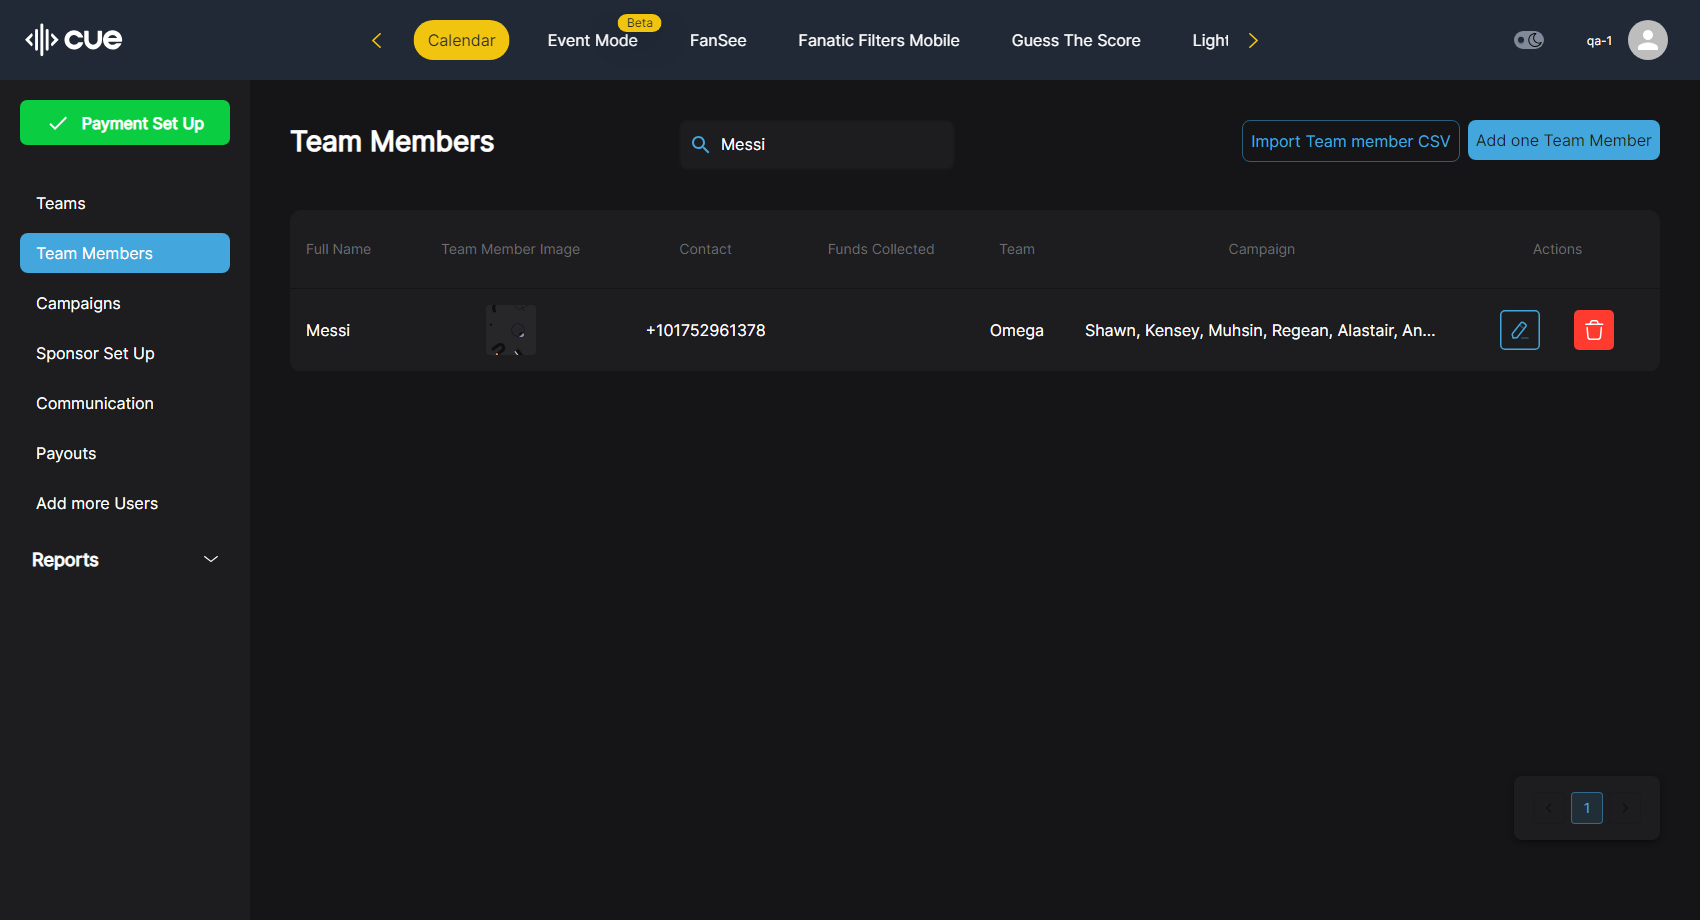 cue
Calendar
Event Mode
Beta
FanSee
Fanatic Filters Mobile
Guess The Score
Light
qa-1
Payment Set Up
Teams
Team Members
Campaigns
Sponsor Set Up
Communication
Payouts
Add more Users
Reports
Team Members
Messi
Import Team member CSV
Add one Team Member
Full Name
Team Member Image
Contact
Funds Collected
Team
Campaign
Actions
Messi
+101752961378
Omega
Shawn, Kensey, Muhsin, Regean, Alastair, An...
1